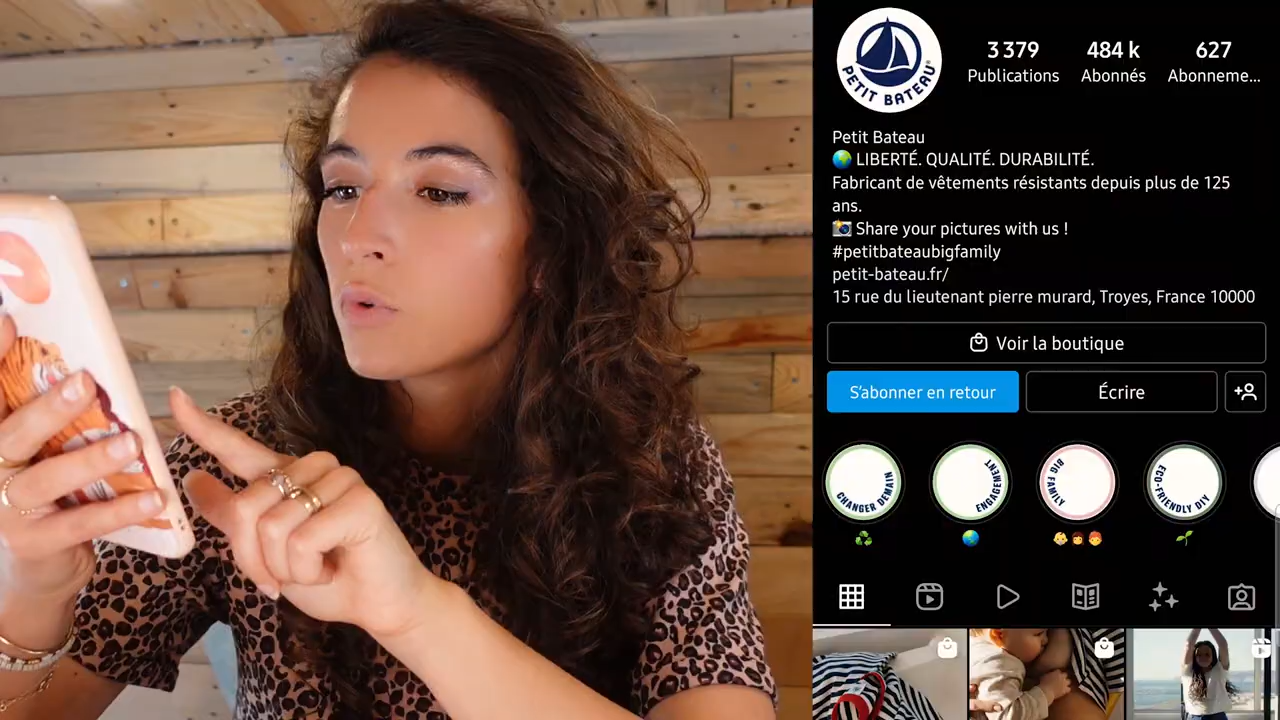 PETIT BATEAU
3 379
484 k
627
Publications
Abonnés
Abonneme...
Petit Bateau
LIBERTÉ. QUALITÉ. DURABILITÉ.
Fabricant de vêtements résistants depuis plus de 125
ans.
Share your pictures with us !
#petitbateaubigfamily
petit-bateau.fr/
15 rue du lieutenant pierre murard, Troyes, France 10000
Voir la boutique
S'abonner en retour
Écrire
CHANGER DEMAIN
ENGAGEMENT
BIG FAMILY
ECO-FRIENDLY DIY